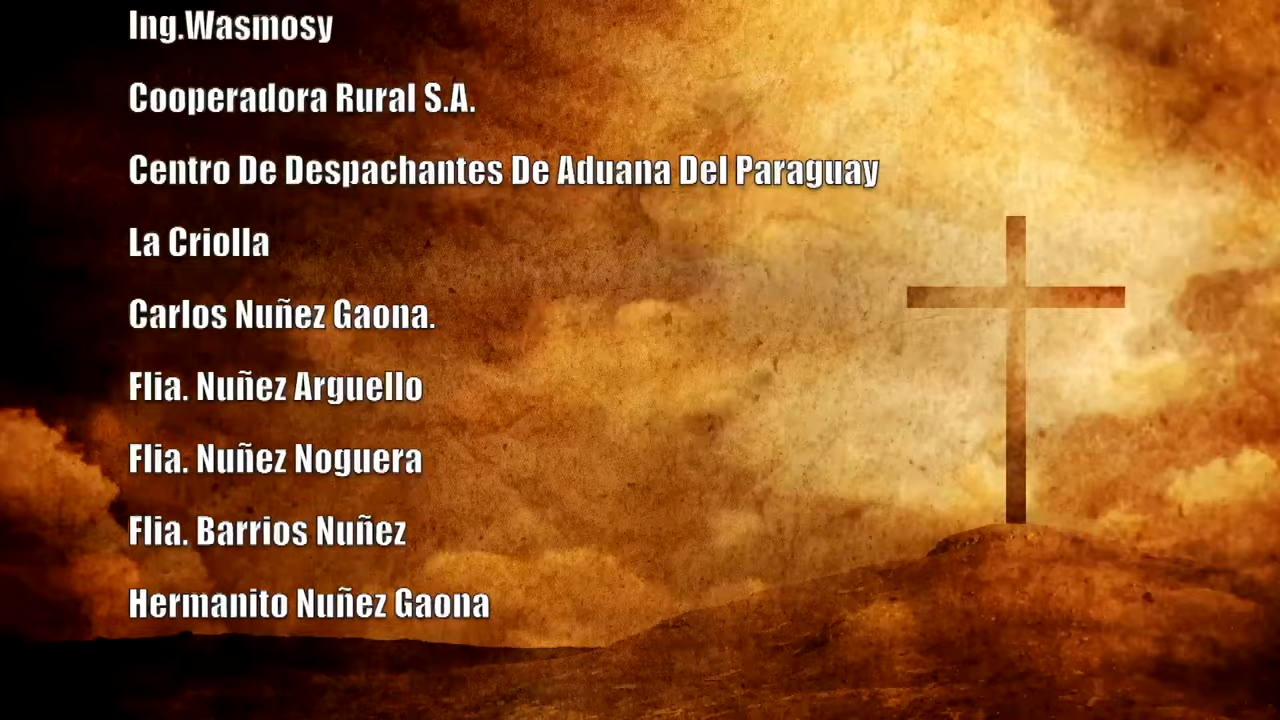 Ing.Wasmosy
Cooperadora Rural S.A.
Centro De Despachantes De Aduana Del Paraguay
La Criolla
Carlos Nuñez Gaona.
Flia. Nuñez Arguello
Flia. Nuñez Noguera
Flia. Barrios Nuñez
Hermanito Nuñez Gaona